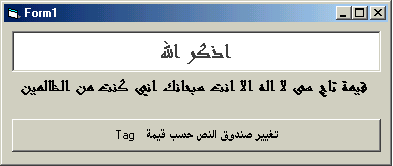 Form1
اذكر الله
قيمة تاج هي لا اله الا انت سبحانك اني كنت من الظالمين
تغيير صندوق النص حسب قيمة Tag